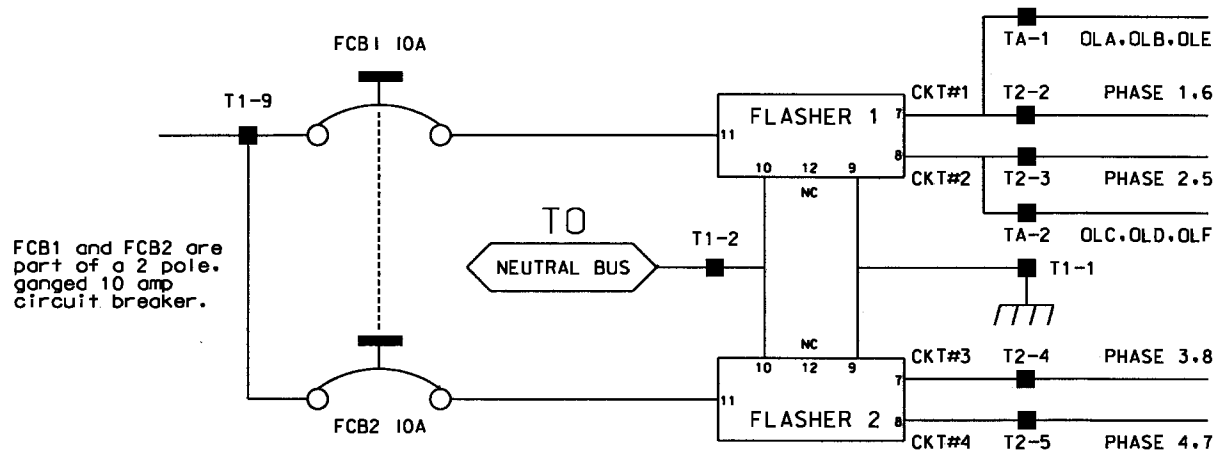 FCB1 10A
T1-9
FCB1 and FCB2 are
part of a 2 pole.
ganged 10 amp
circuit breaker.
FCB2 10A
TO
NEUTRAL BUS
T1-2
FLASHER 1
11
10 12 9
NC
7
8
CKT#1
CKT#2
TA-1 OLA.OLB.OLE
T2-2 PHASE 1.6
T2-3 PHASE 2.5
TA-2 OLC.OLD.OLF
T1-1
NC
10 12 9
11
FLASHER 2
7
8
CKT#3 T2-4 PHASE 3.8
CKT#4 T2-5 PHASE 4.7